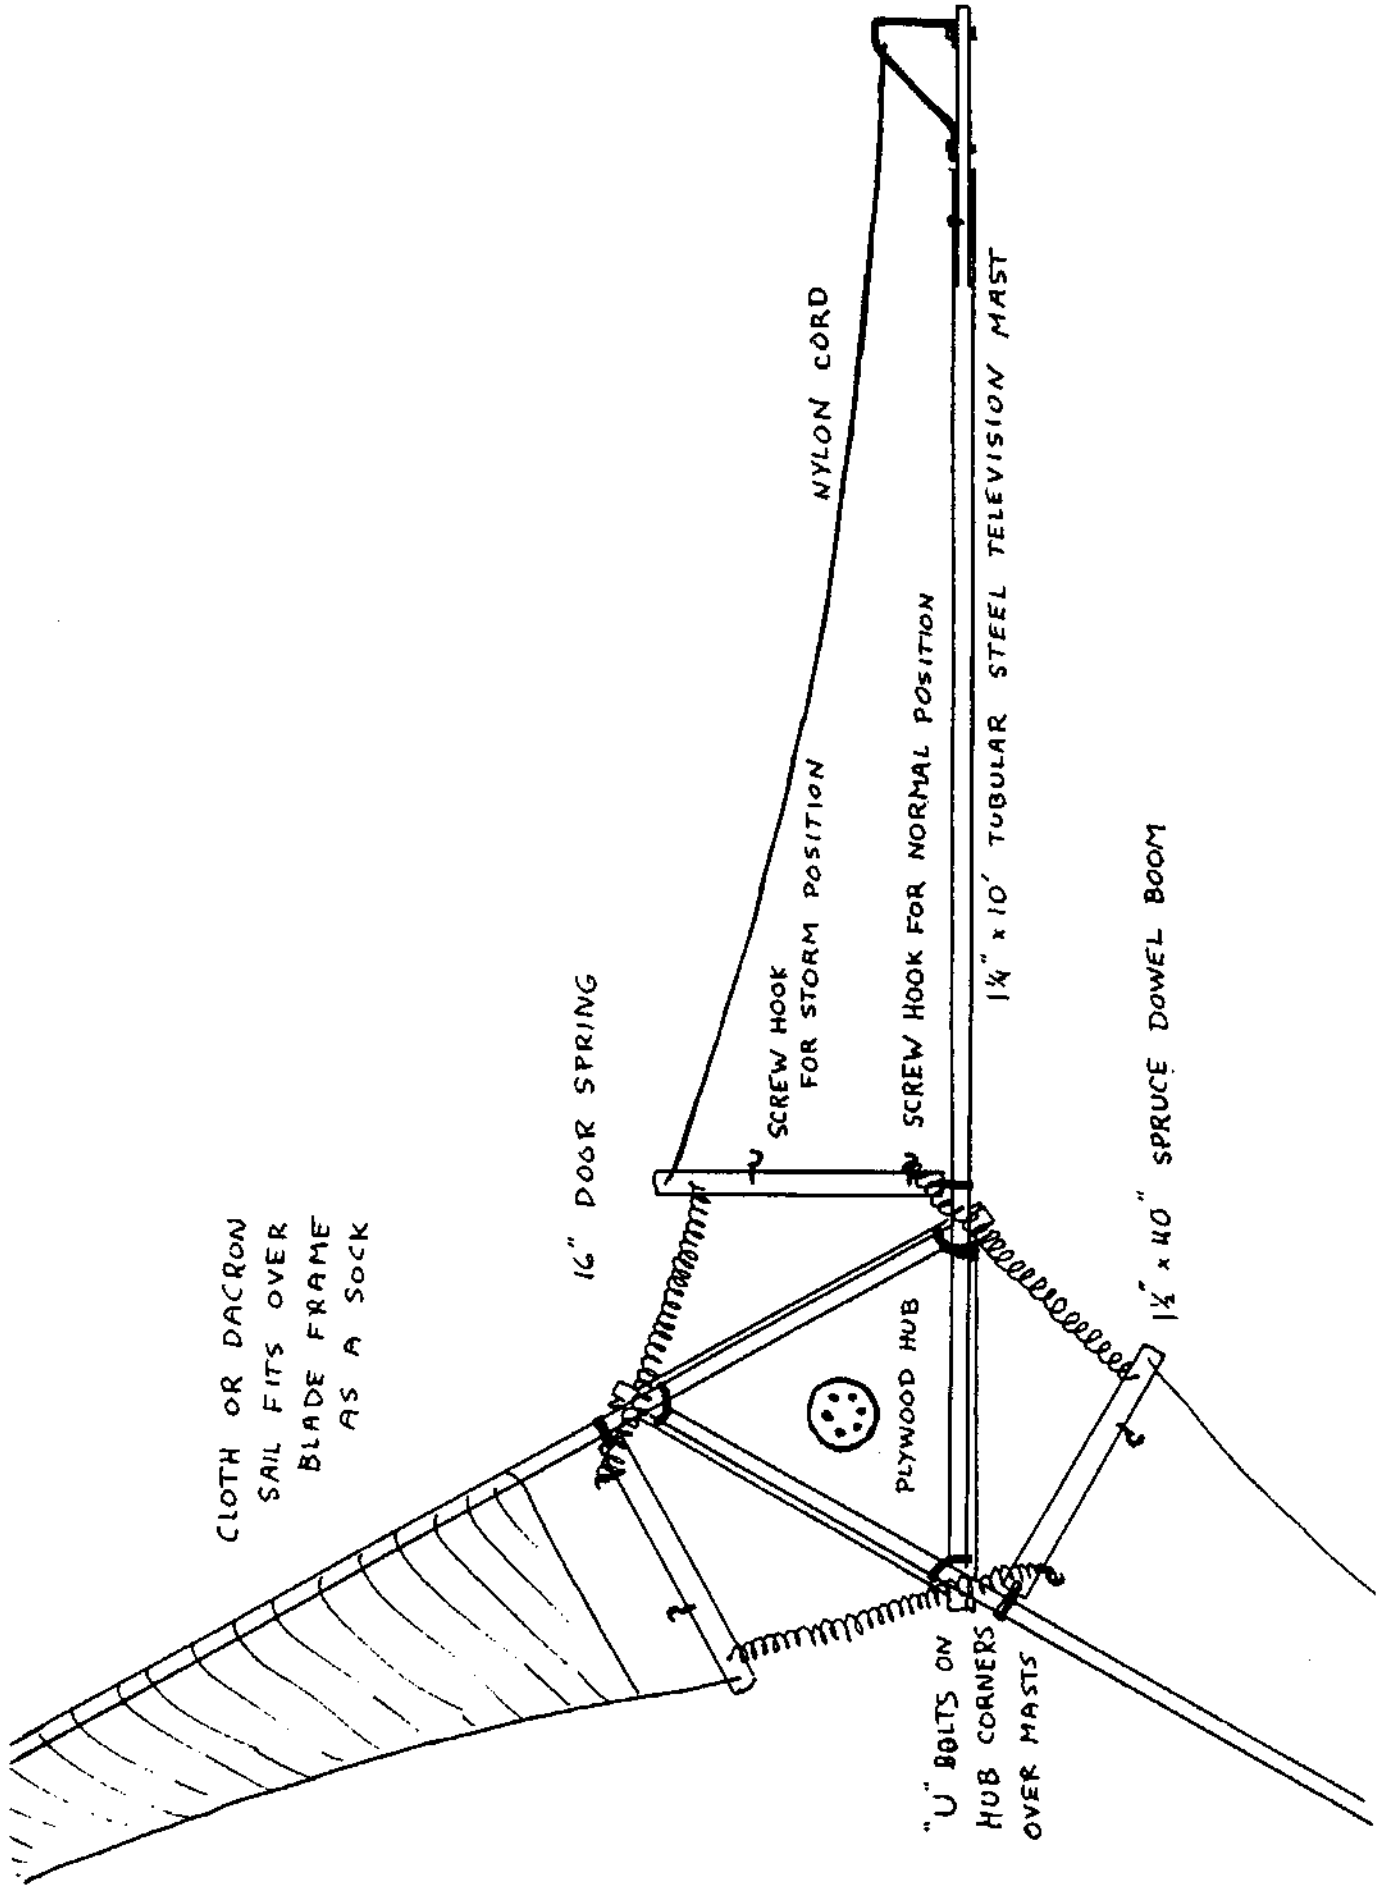 CLOTH OR DACRON
SAIL FITS OVER
BLADE FRAME
AS A SOCK
16" DOOR SPRING
SCREW HOOK
FOR STORM POSITION
NYLON CORD
SCREW HOOK FOR NORMAL POSITION
PLYWOOD HUB
1¼" x 10' TUBULAR STEEL TELEVISION MAST
"U" BOLTS ON
HUB CORNERS
OVER MASTS
1½" x 40" SPRUCE DOWEL BOOM